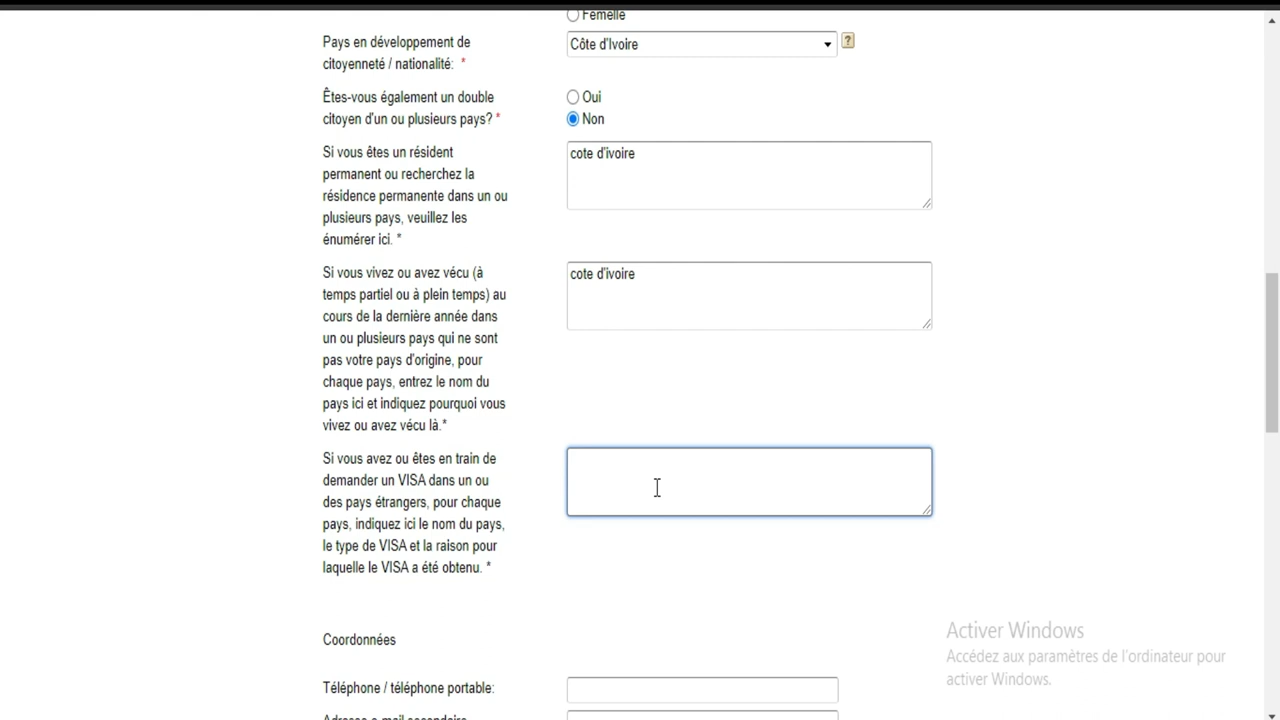 Femelle
Pays en développement de
citoyenneté / nationalité: *
Côte d'Ivoire
?
Êtes-vous également un double
citoyen d'un ou plusieurs pays? *
Oui
Non
Si vous êtes un résident
permanent ou recherchez la
résidence permanente dans un ou
plusieurs pays, veuillez les
énumérer ici. *
cote d'ivoire
Si vous vivez ou avez vécu (à
temps partiel ou à plein temps) au
cours de la dernière année dans
un ou plusieurs pays qui ne sont
pas votre pays d'origine, pour
chaque pays, entrez le nom du
pays ici et indiquez pourquoi vous
vivez ou avez vécu là.*
cote d'ivoire
Si vous avez ou êtes en train de
demander un VISA dans un ou
des pays étrangers, pour chaque
pays, indiquez ici le nom du pays,
le type de VISA et la raison pour
laquelle le VISA a été obtenu. *
Coordonnées
Téléphone / téléphone portable:
Adresse e-mail secondaire
Activer Windows
Accédez aux paramètres de l'ordinateur pour
activer Windows.